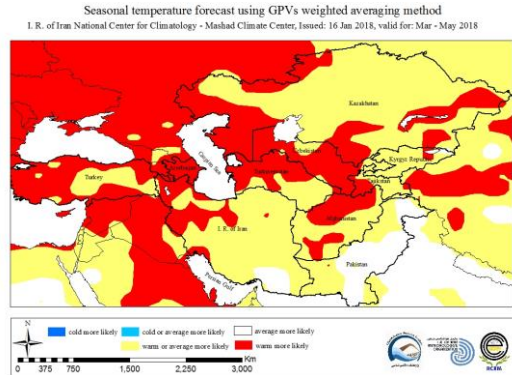 Seasonal temperature forecast using GPVs weighted averaging method
I. R. of Iran National Center for Climatology - Mashad Climate Center, Issued: 16 Jan 2018, valid for: Mar - May 2018
Kazakhstan
Caspian Sea
Uzbekistan
Kyrgyz Republic
Turkey
Turkmenistan
Tajikistan
Afghanistan
I. R. of Iran
Pakistan
Persian Gulf
N
cold more likely
cold or average more likely
average more likely
warm or average more likely
warm more likely
0 375 750 1,500 2,250 3,000 Km